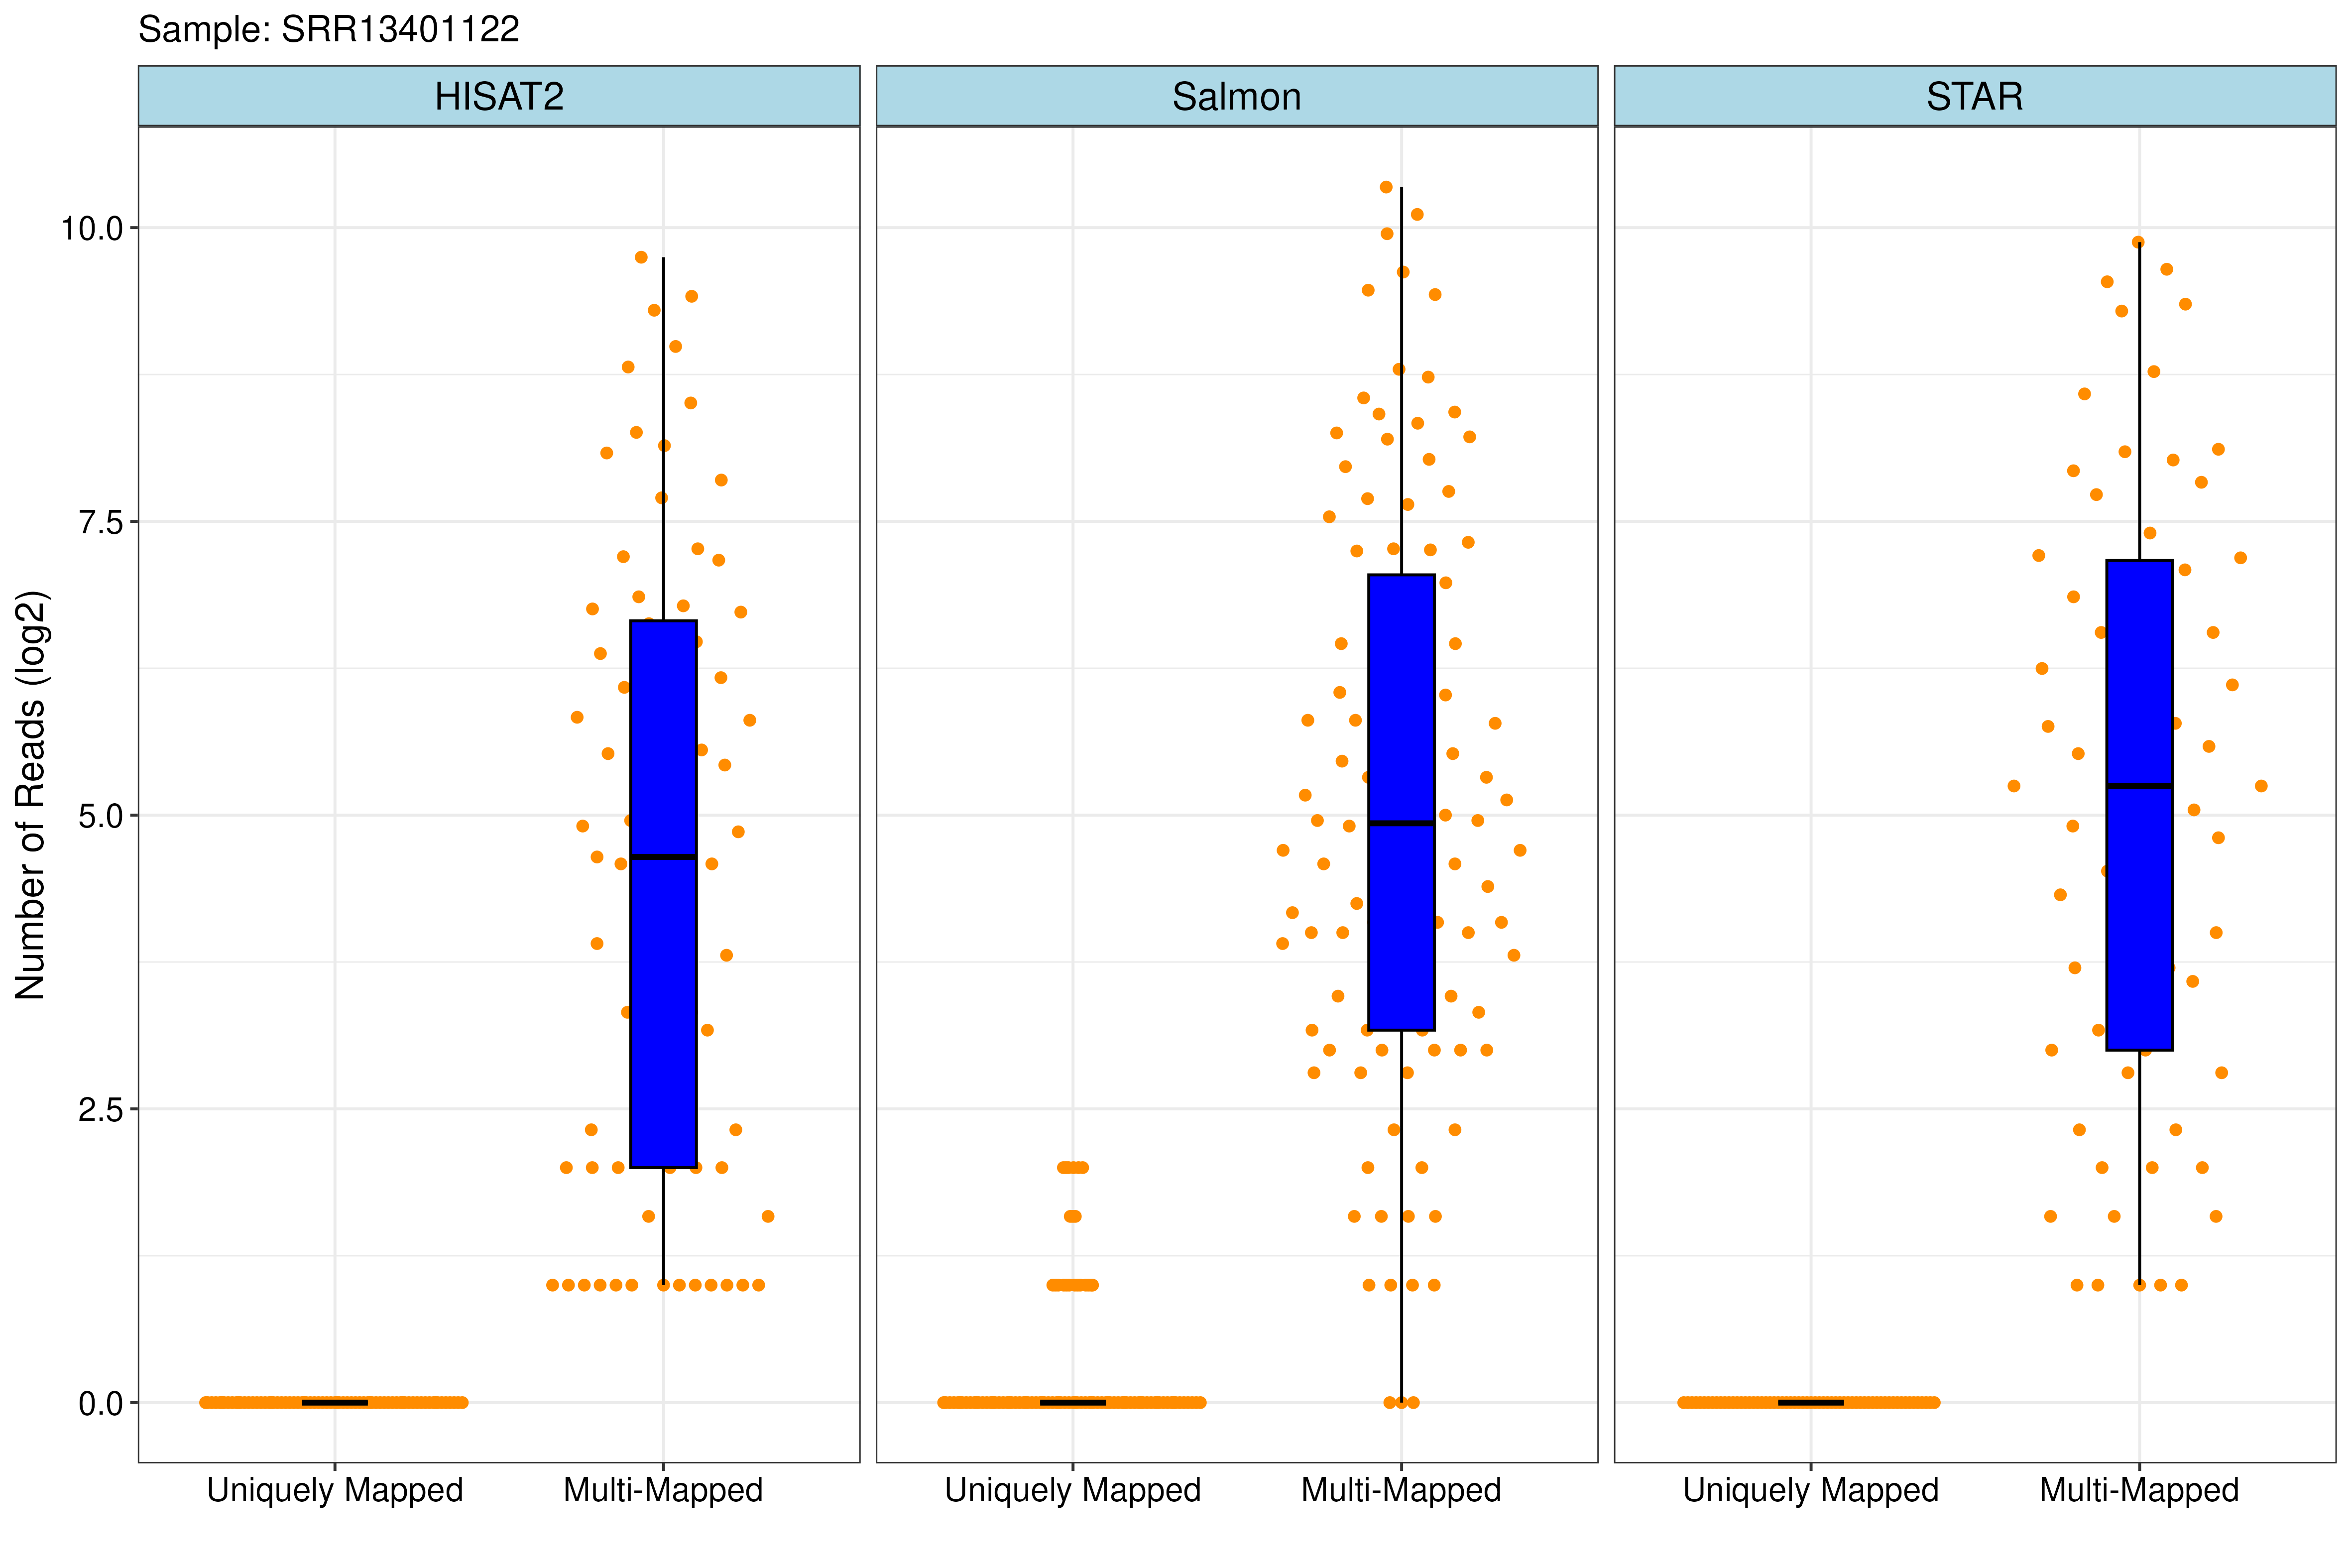 Sample: SRR13401122
HISAT2 Salmon STAR
Number of Reads (log2)
10.0
7.5
5.0
2.5
0.0
Uniquely Mapped Multi-Mapped Uniquely Mapped Multi-Mapped Uniquely Mapped Multi-Mapped